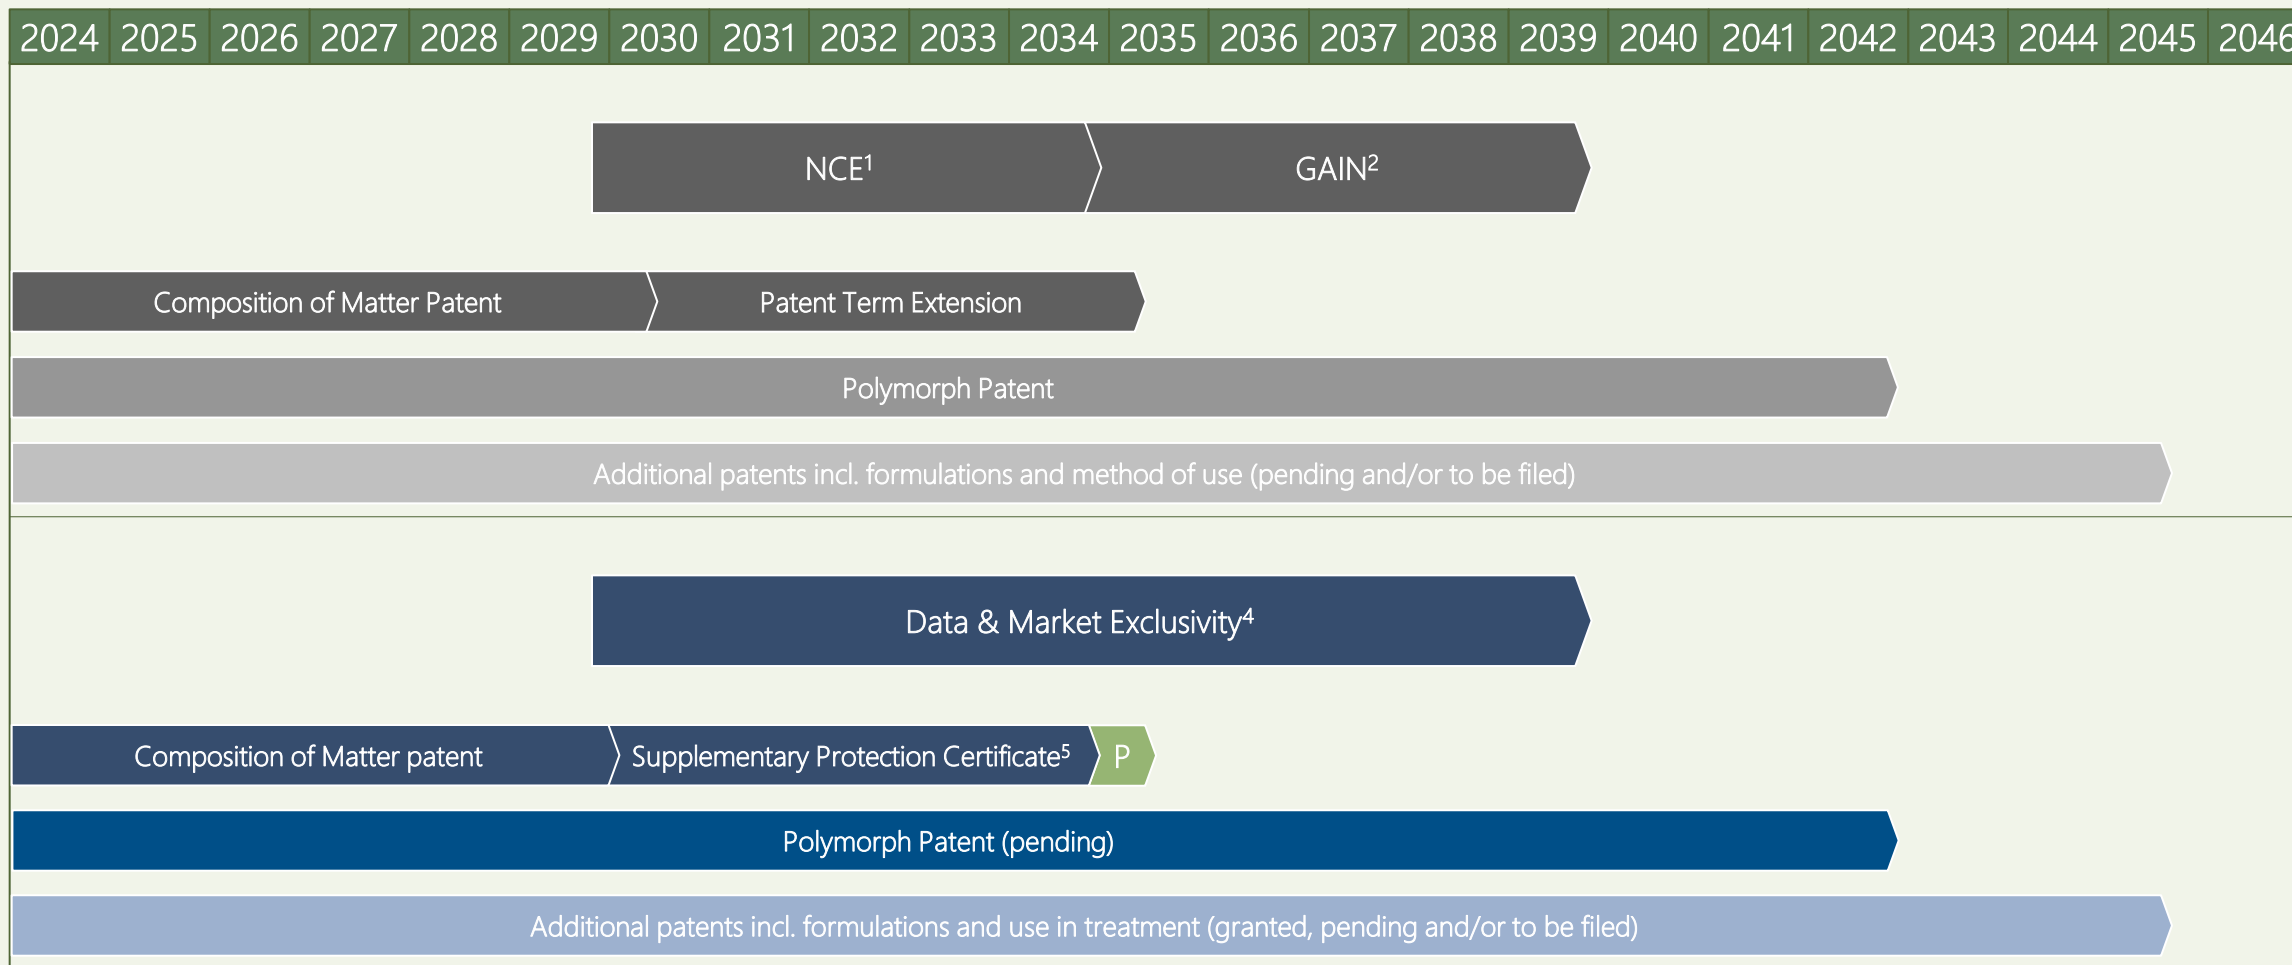 2024 2025 2026 2027 2028 2029 2030 2031 2032 2033 2034 2035 2036 2037 2038 2039 2040 2041 2042 2043 2044 2045 2046
NCE¹ GAIN²
Composition of Matter Patent Patent Term Extension
Polymorph Patent
Additional patents incl. formulations and method of use (pending and/or to be filed)
Data & Market Exclusivity⁴
Composition of Matter patent Supplementary Protection Certificate⁵ P
Polymorph Patent (pending)
Additional patents incl. formulations and use in treatment (granted, pending and/or to be filed)